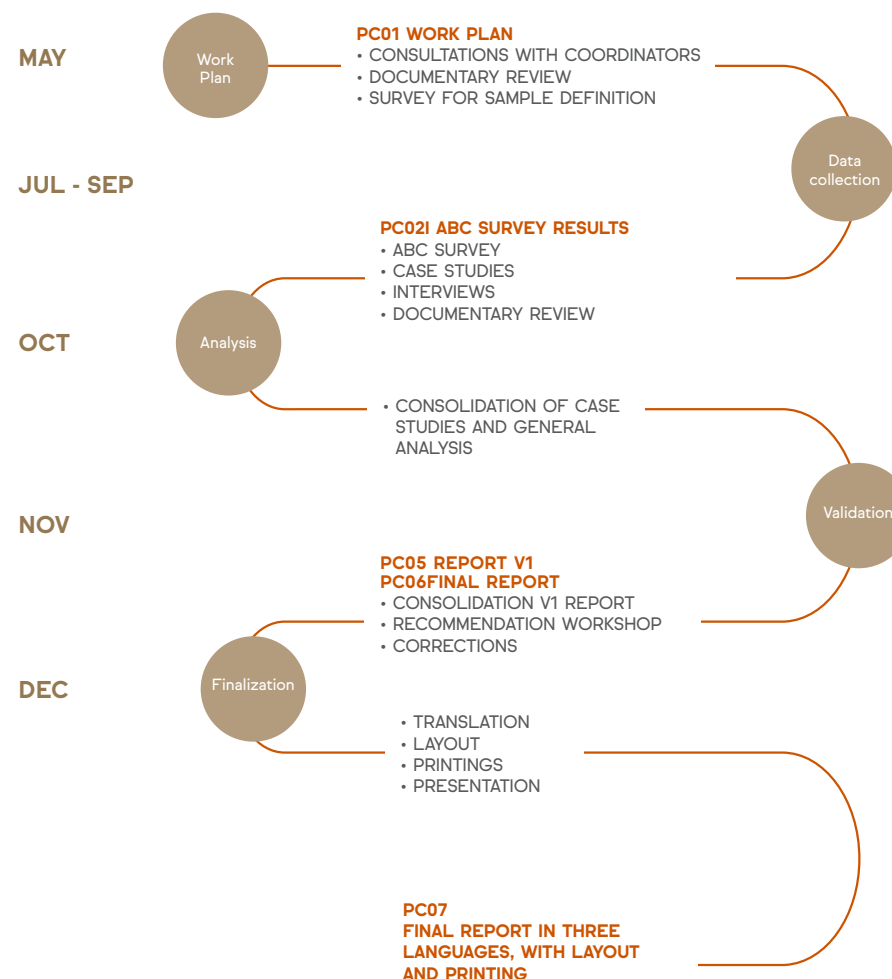 MAY
Work
Plan
PC01 WORK PLAN
• CONSULTATIONS WITH COORDINATORS
• DOCUMENTARY REVIEW
• SURVEY FOR SAMPLE DEFINITION
Data
collection
JUL - SEP
PC02I ABC SURVEY RESULTS
• ABC SURVEY
• CASE STUDIES
• INTERVIEWS
• DOCUMENTARY REVIEW
OCT
Analysis
• CONSOLIDATION OF CASE
STUDIES AND GENERAL
ANALYSIS
NOV
Validation
PC05 REPORT V1
PC06FINAL REPORT
• CONSOLIDATION V1 REPORT
• RECOMMENDATION WORKSHOP
• CORRECTIONS
DEC
Finalization
• TRANSLATION
• LAYOUT
• PRINTINGS
• PRESENTATION
PC07
FINAL REPORT IN THREE
LANGUAGES, WITH LAYOUT
AND PRINTING